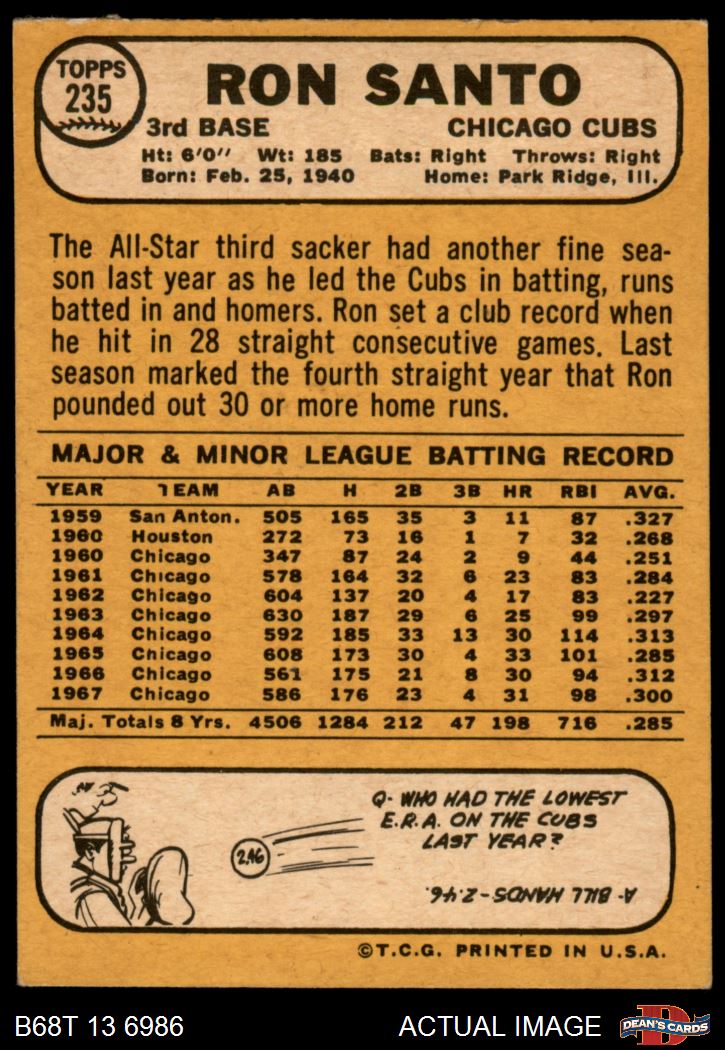 TOPPS
235
RON SANTO
3rd BASE CHICAGO CUBS
Ht: 6'0" Wt: 185 Bats: Right Throws: Right
Born: Feb. 25, 1940 Home: Park Ridge, Ill.
The All-Star third sacker had another fine sea-
son last year as he led the Cubs in batting, runs
batted in and homers. Ron set a club record when
he hit in 28 straight consecutive games. Last
season marked the fourth straight year that Ron
pounded out 30 or more home runs.
MAJOR & MINOR LEAGUE BATTING RECORD
YEAR TEAM AB H 2B 3B HR RBI AVG.
1959 San Anton. 505 165 35 3 11 87 .327
1960 Houston 272 73 16 1 7 32 .268
1960 Chicago 347 87 24 2 9 44 .251
1961 Chicago 578 164 32 6 23 83 .284
1962 Chicago 604 137 20 4 17 83 .227
1963 Chicago 630 187 29 6 25 99 .297
1964 Chicago 592 185 33 13 30 114 .313
1965 Chicago 608 173 30 4 33 101 .285
1966 Chicago 561 175 21 8 30 94 .312
1967 Chicago 586 176 23 4 31 98 .300
Maj. Totals 8 Yrs. 4506 1284 212 47 198 716 .285
Q- WHO HAD THE LOWEST
E.R.A. ON THE CUBS
LAST YEAR?
2.46
A- BILL HANDS-2.46.
©T.C.G. PRINTED IN U.S.A.
B68T 13 6986 ACTUAL IMAGE
B
DEAN'S CARDS